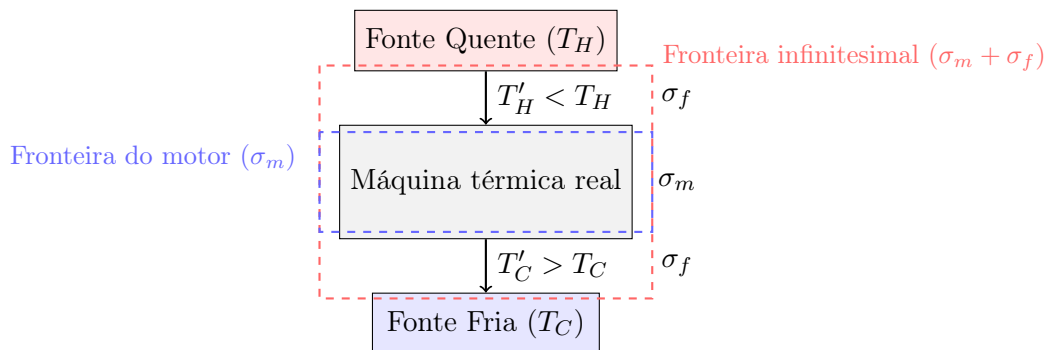 Fonte Quente (T_H)
Fronteira infinitesimal (σ_m + σ_f)
T'_H < T_H
σ_f
Fronteira do motor (σ_m)
Máquina térmica real
σ_m
T'_C > T_C
σ_f
Fonte Fria (T_C)